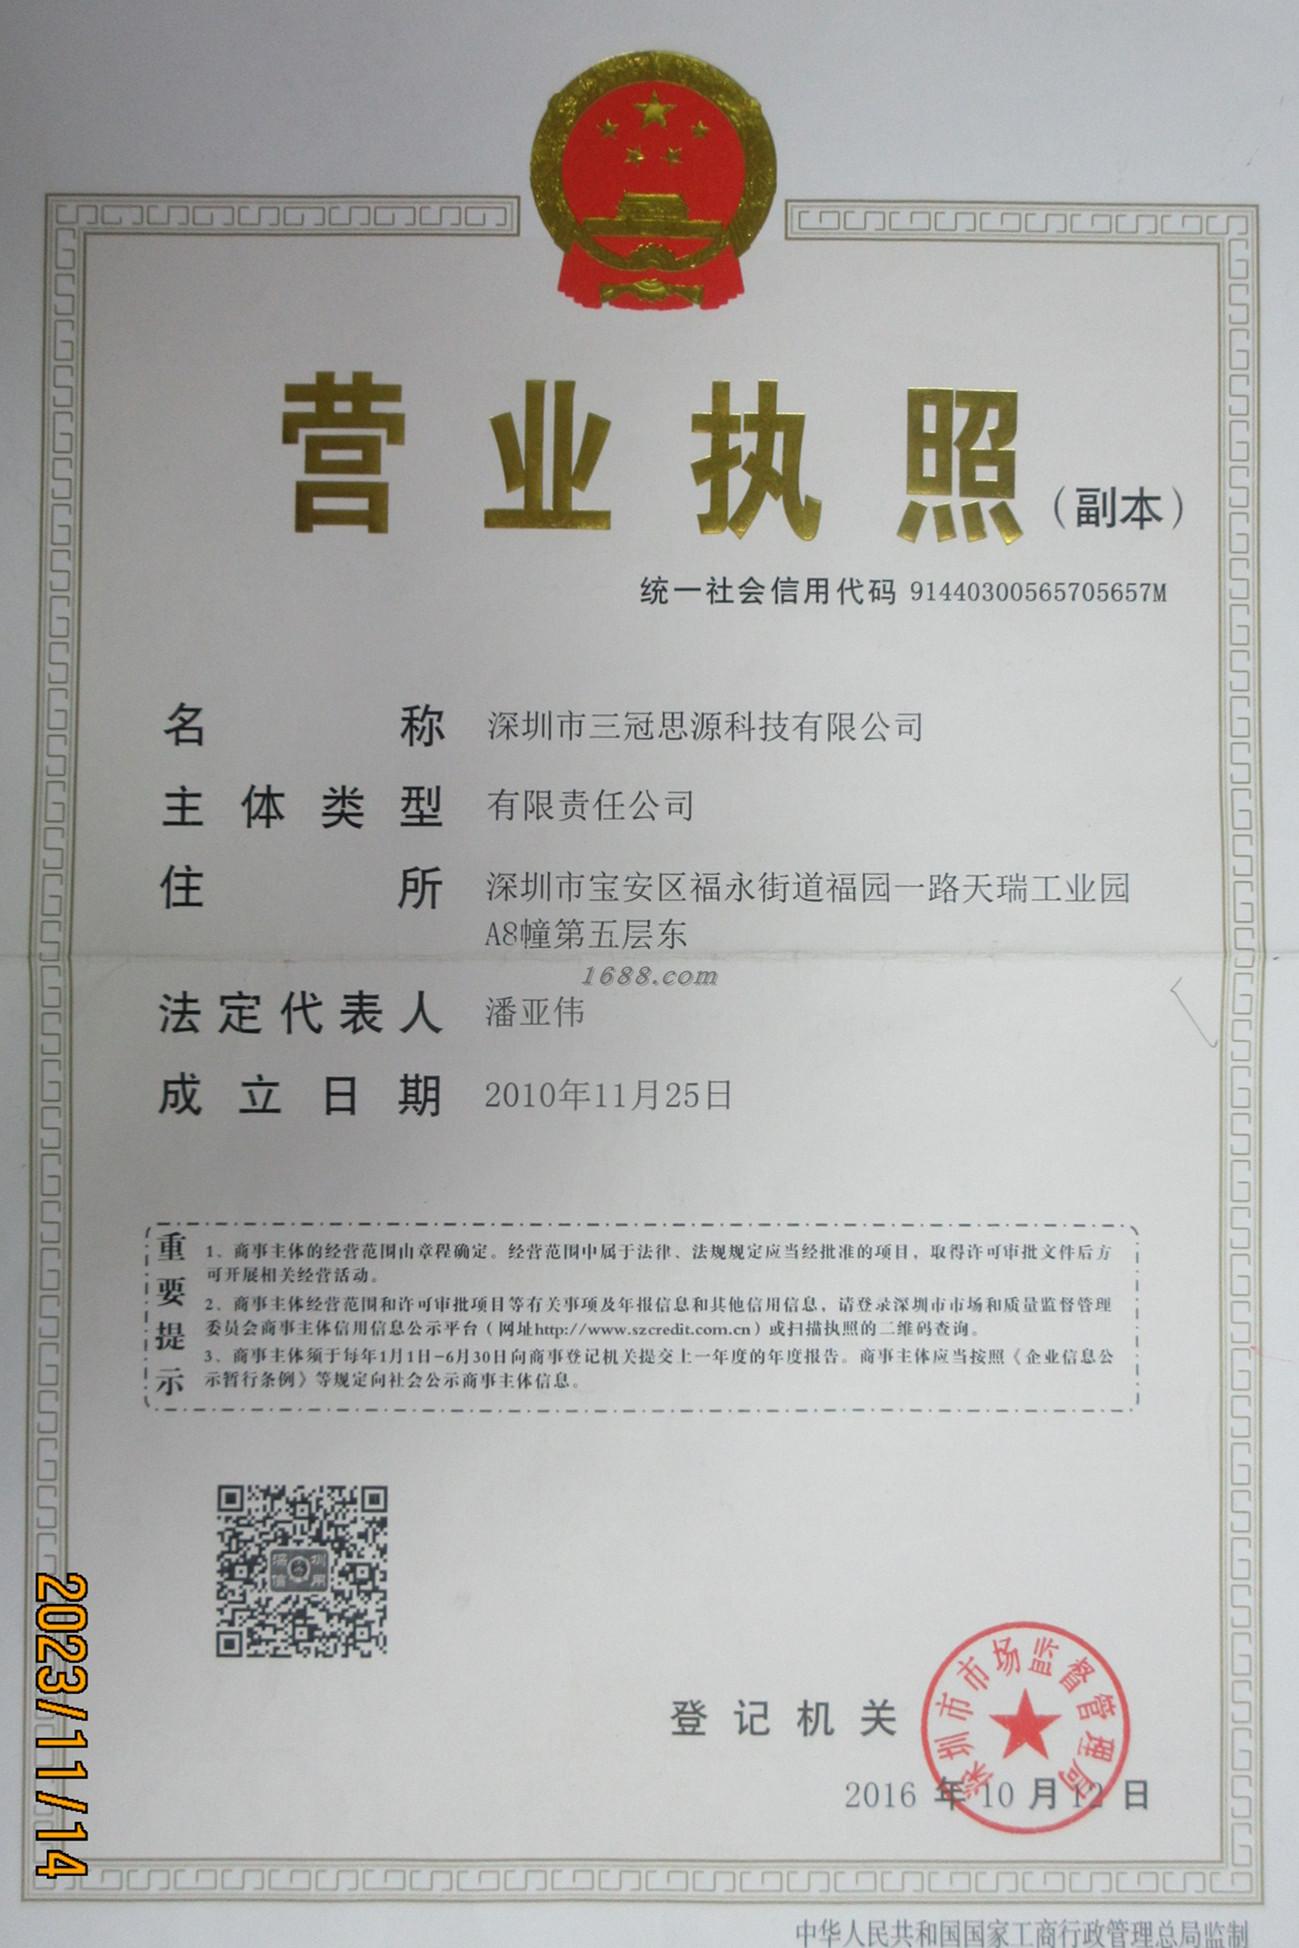 营业执照（副本）
统一社会信用代码 91440300565705657M
名称 深圳市三冠思源科技有限公司
主体类型 有限责任公司
住所 深圳市宝安区福永街道福园一路天瑞工业园
A8幢第五层东
1688.com
法定代表人 潘亚伟
成立日期 2010年11月25日
重要提示
1、商事主体的经营范围由章程确定。经营范围中属于法律、法规规定应当经批准的项目，取得许可审批文件后方
可开展相关经营活动。
2、商事主体经营范围和许可审批项目等有关事项及年报信息和其他信用信息，请登录深圳市市场和质量监督管理
委员会商事主体信用信息公示平台（网址http://www.szcredit.com.cn）或扫描执照的二维码查询。
3、商事主体须于每年1月1日-6月30日向商事登记机关提交上一年度的年度报告。商事主体应当按照《企业信息公
示暂行条例》等规定向社会公示商事主体信息。
深圳
信用
登记机关
深圳市市场监督管理局
2016 年 10 月 12 日
2023/11/14
中华人民共和国国家工商行政管理总局监制